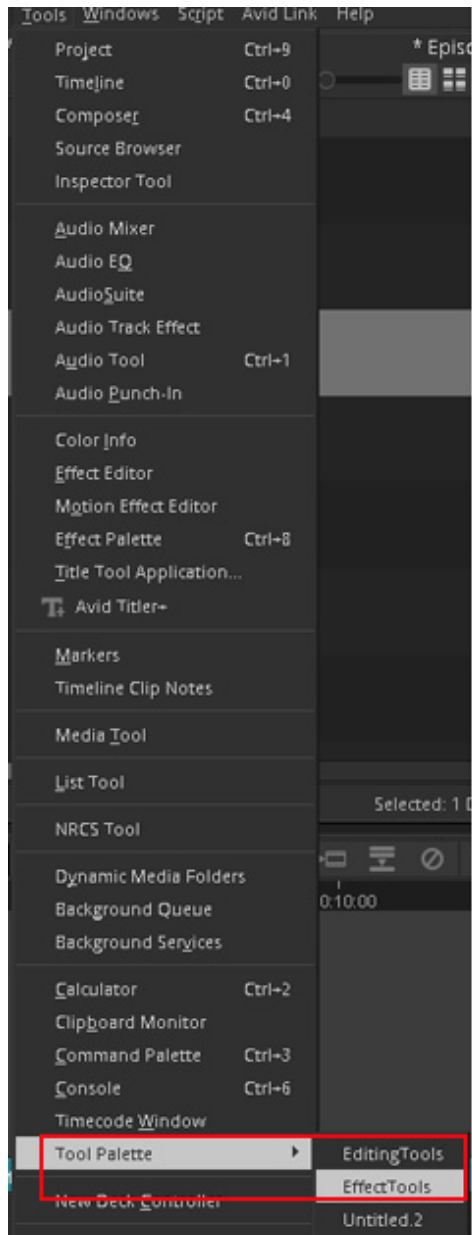 Tools Windows Script Avid Link Help
Project Ctrl+9
* Episo
Timeline Ctrl+0
Composer Ctrl+4
Source Browser
Inspector Tool
Audio Mixer
Audio EQ
AudioSuite
Audio Track Effect
Audio Tool Ctrl+1
Audio Punch-In
Color Info
Effect Editor
Motion Effect Editor
Effect Palette Ctrl+8
Title Tool Application...
T+ Avid Titler+
Markers
Timeline Clip Notes
Media Tool
List Tool
Selected: 1
NRCS Tool
Dynamic Media Folders
Background Queue
0:10:00
Background Services
Calculator Ctrl+2
Clipboard Monitor
Command Palette Ctrl+3
Console Ctrl+6
Timecode Window
Tool Palette
EditingTools
EffectTools
New Deck Controller
Untitled.2